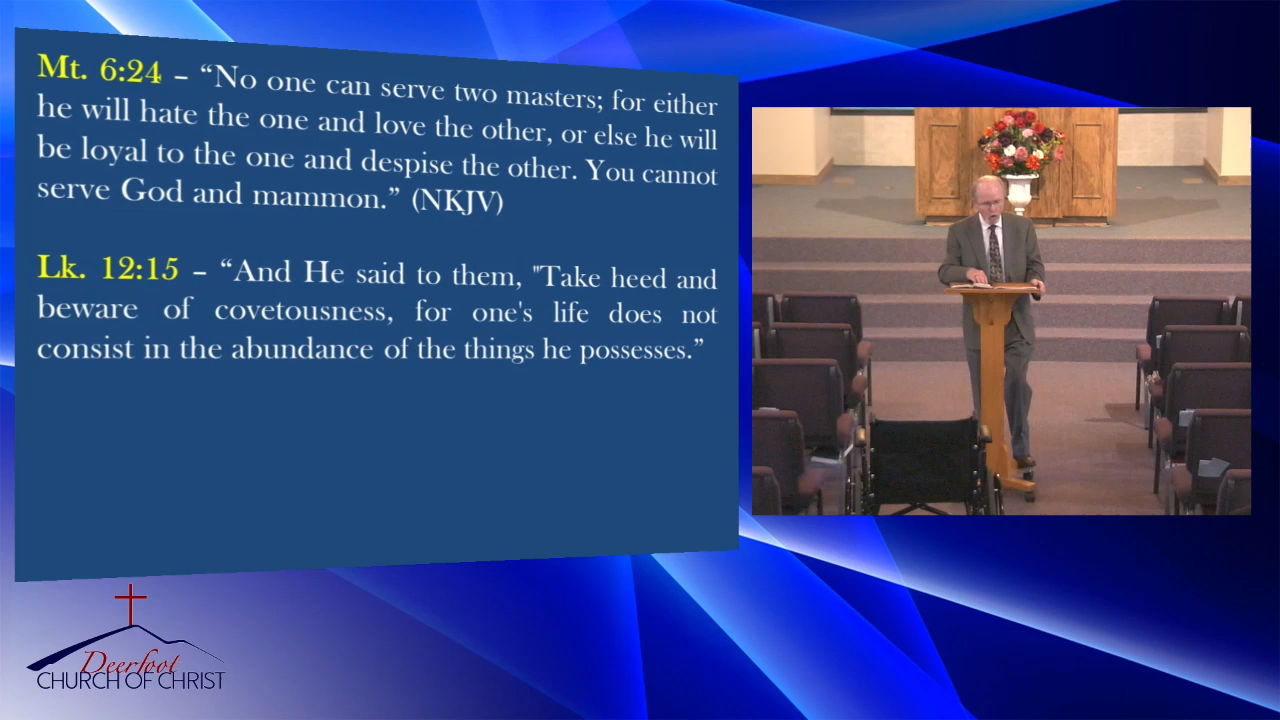 Mt. 6:24 – “No one can serve two masters; for either
he will hate the one and love the other, or else he will
be loyal to the one and despise the other. You cannot
serve God and mammon.” (NKJV)
Lk. 12:15 – “And He said to them, "Take heed and
beware of covetousness, for one's life does not
consist in the abundance of the things he possesses.”
Deerfoot
CHURCH OF CHRIST